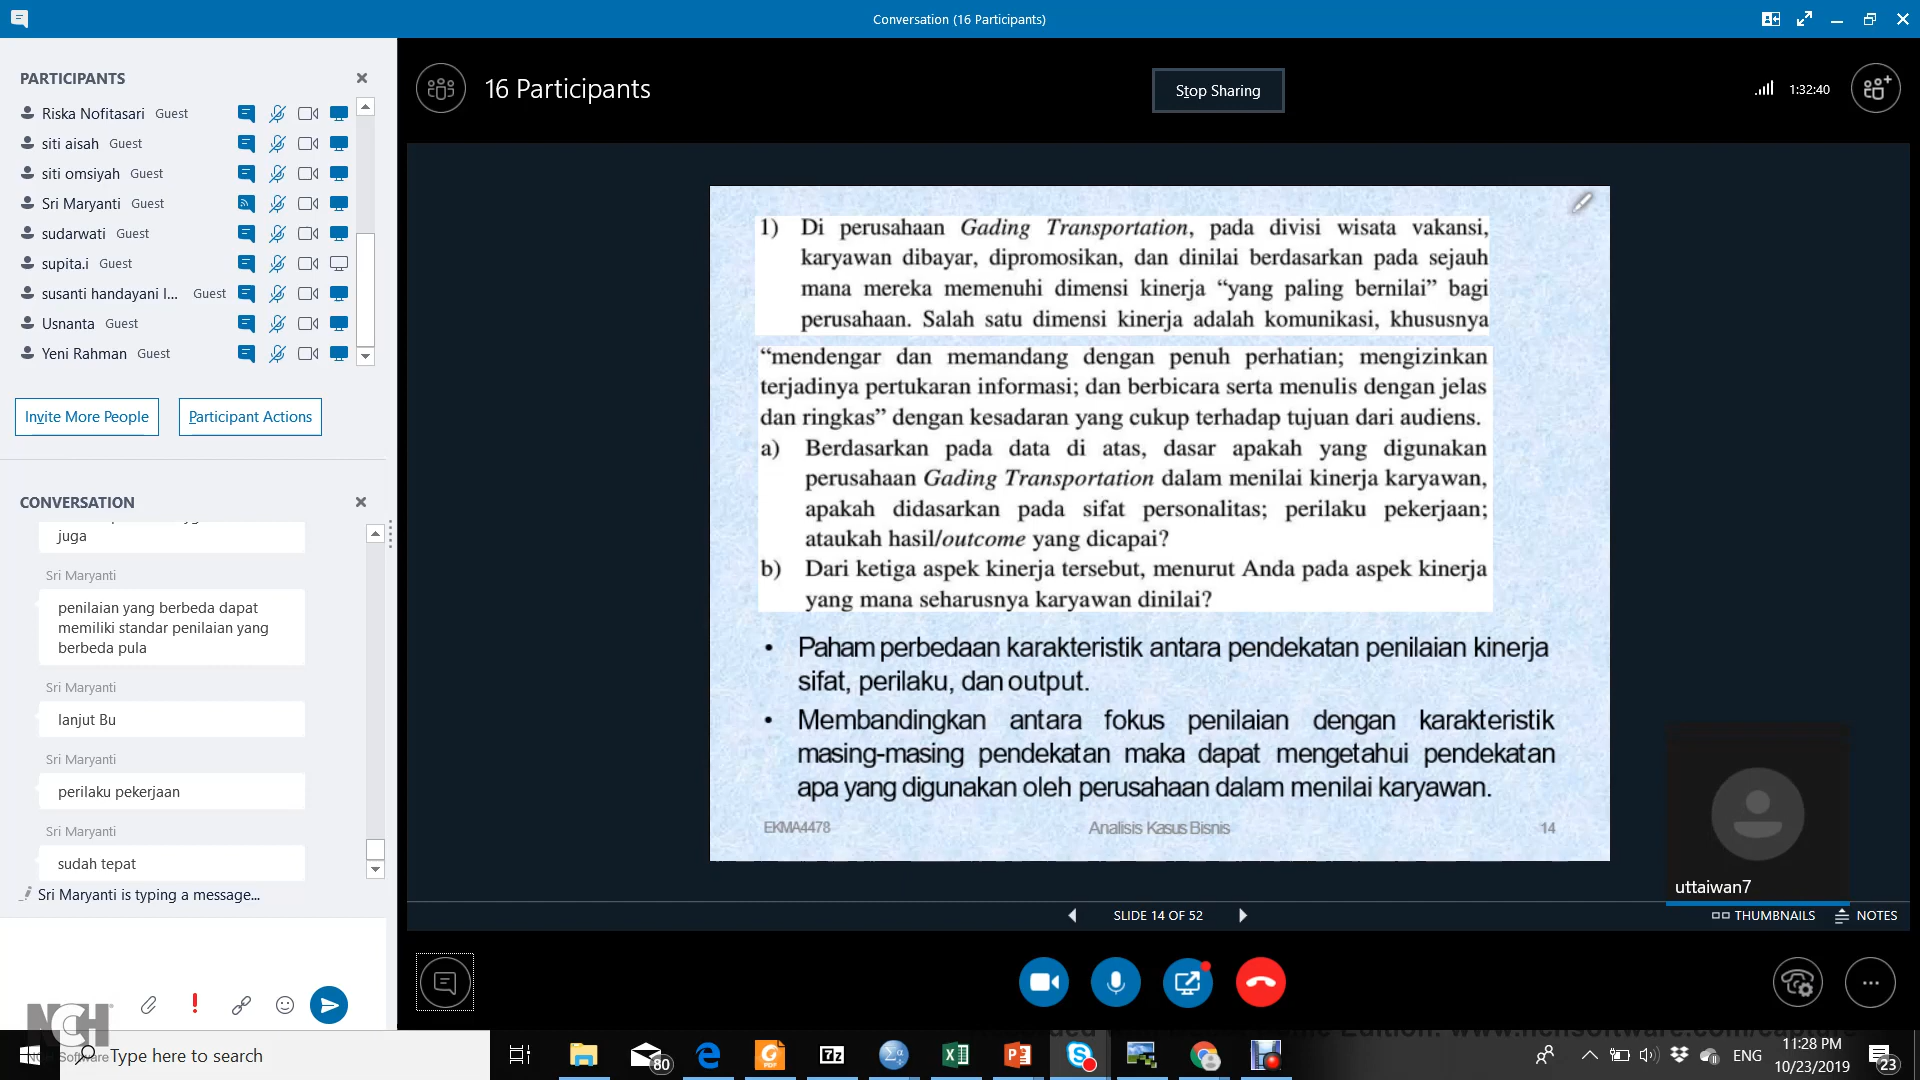 Conversation (16 Participants)
PARTICIPANTS
Riska Nofitasari Guest
siti aisah Guest
siti omsiyah Guest
Sri Maryanti Guest
sudarwati Guest
supita.i Guest
susanti handayani l... Guest
Usnanta Guest
Yeni Rahman Guest
Invite More People
Participant Actions
CONVERSATION
juga
Sri Maryanti
penilaian yang berbeda dapat
memiliki standar penilaian yang
berbeda pula
Sri Maryanti
lanjut Bu
Sri Maryanti
perilaku pekerjaan
Sri Maryanti
sudah tepat
Sri Maryanti is typing a message...
16 Participants
Stop Sharing
1:32:40
1) Di perusahaan Gading Transportation, pada divisi wisata vakansi,
karyawan dibayar, dipromosikan, dan dinilai berdasarkan pada sejauh
mana mereka memenuhi dimensi kinerja “yang paling bernilai” bagi
perusahaan. Salah satu dimensi kinerja adalah komunikasi, khususnya
“mendengar dan memandang dengan penuh perhatian; mengizinkan
terjadinya pertukaran informasi; dan berbicara serta menulis dengan jelas
dan ringkas” dengan kesadaran yang cukup terhadap tujuan dari audiens.
a) Berdasarkan pada data di atas, dasar apakah yang digunakan
perusahaan Gading Transportation dalam menilai kinerja karyawan,
apakah didasarkan pada sifat personalitas; perilaku pekerjaan;
ataukah hasil/outcome yang dicapai?
b) Dari ketiga aspek kinerja tersebut, menurut Anda pada aspek kinerja
yang mana seharusnya karyawan dinilai?
• Paham perbedaan karakteristik antara pendekatan penilaian kinerja
sifat, perilaku, dan output.
• Membandingkan antara fokus penilaian dengan karakteristik
masing-masing pendekatan maka dapat mengetahui pendekatan
apa yang digunakan oleh perusahaan dalam menilai karyawan.
EKMA4478
Analisis Kasus Bisnis
14
uttaiwan7
SLIDE 14 OF 52
THUMBNAILS
NOTES
NCH
Software
Edition. www.nchsoftware.com/capture
Type here to search
80
PDF
7z
ENG
11:28 PM
10/23/2019
23